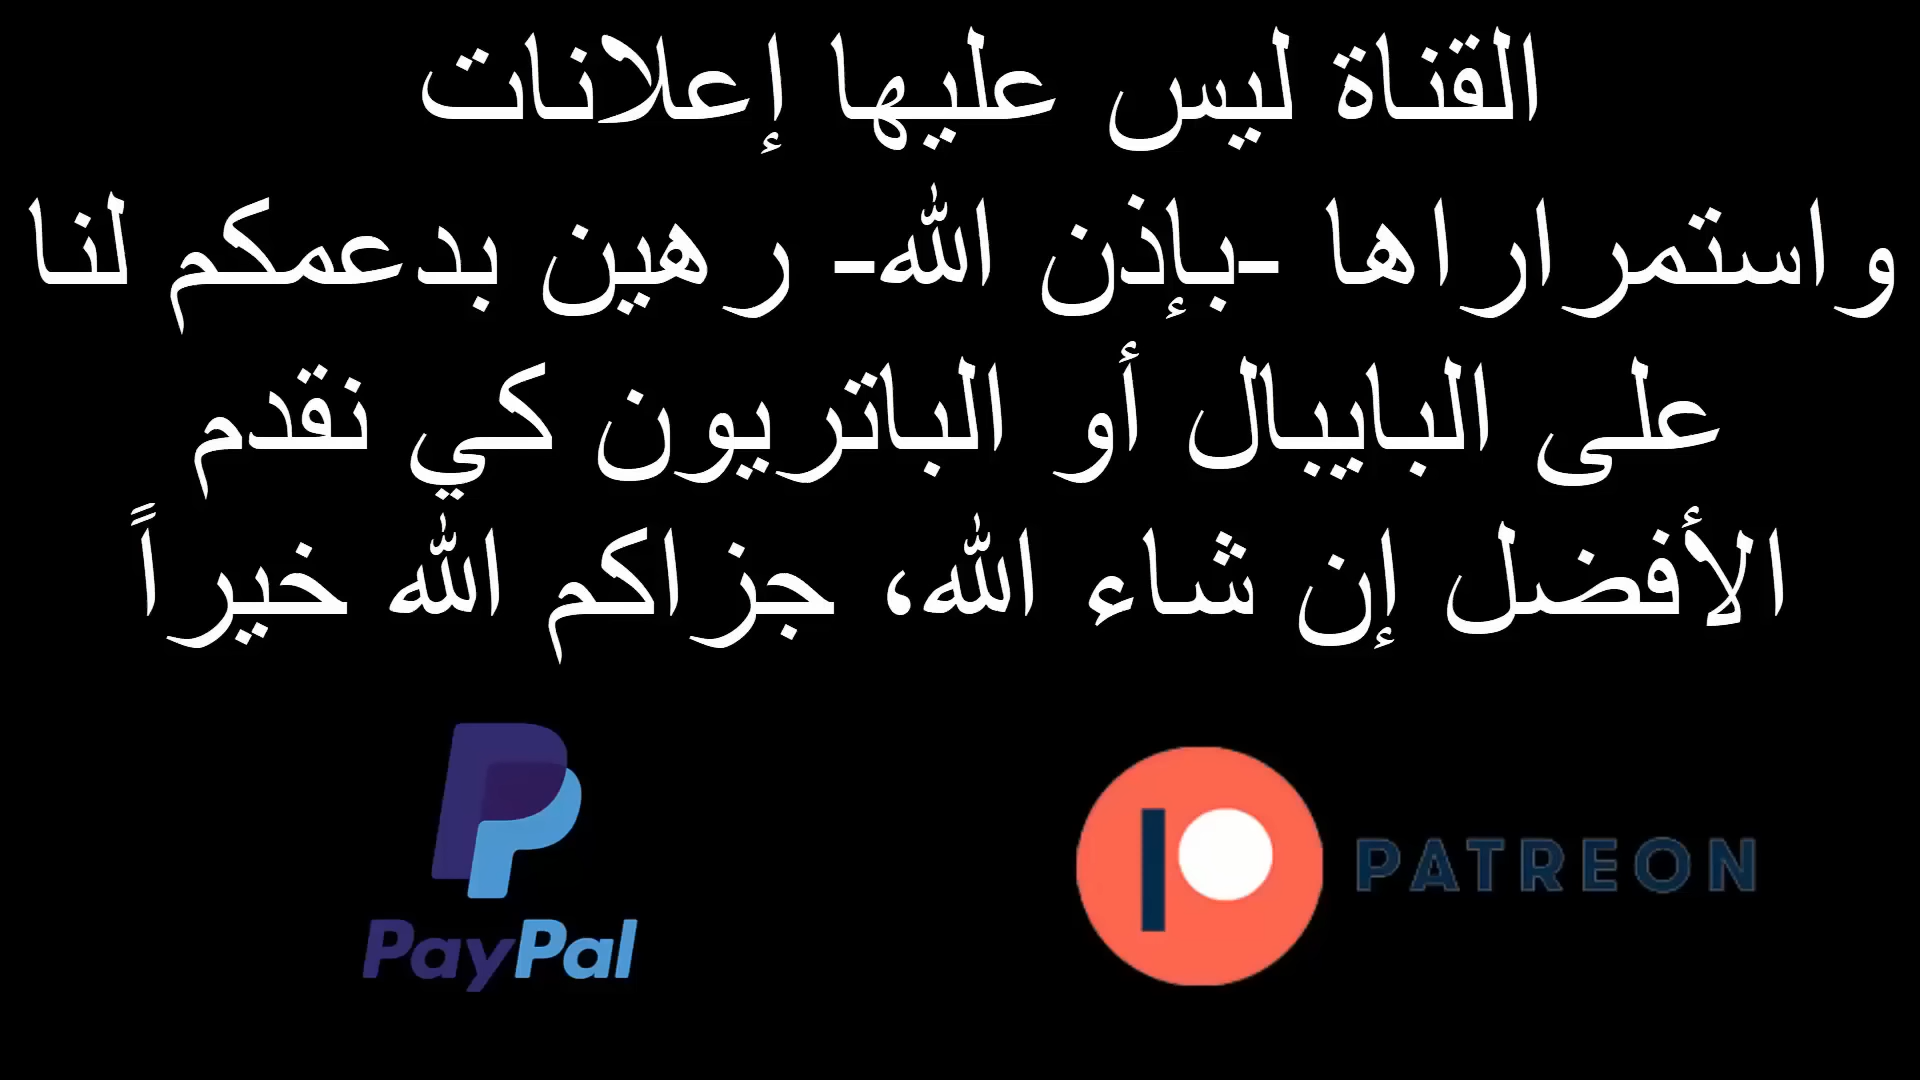 القناة ليس عليها إعلانات
واستمراراها -بإذن الله- رهين بدعمكم لنا
على البايبال أو الباتريون كي نقدم
الأفضل إن شاء الله، جزاكم الله خيراً
PayPal
PATREON